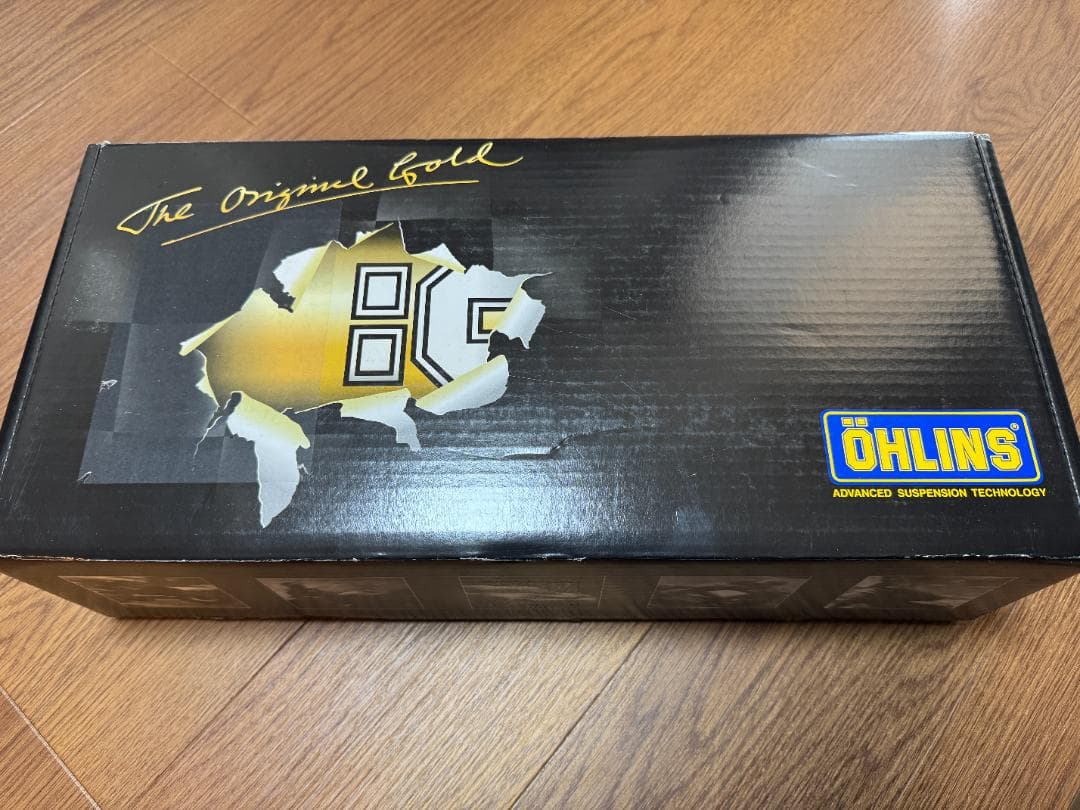 The Original Gold
ÖHLINS®
ADVANCED SUSPENSION TECHNOLOGY